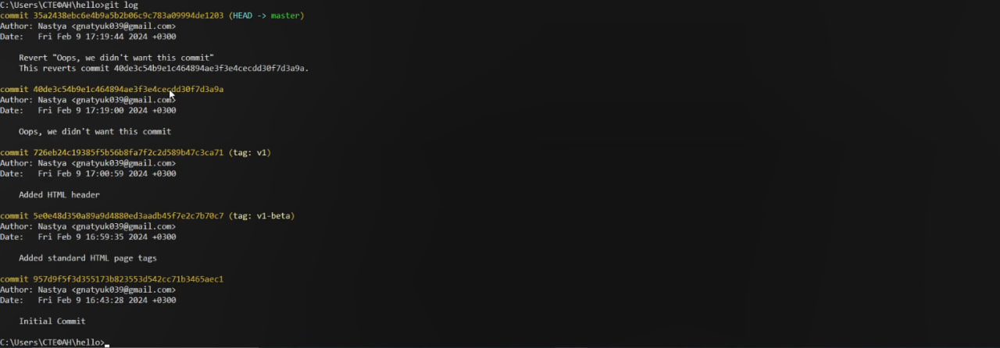 C:\Users\СТЕФАН\hello>git log
commit 35a2438ebc6e4b9a5b2b06c9c783a09994de1203 (HEAD -> master)
Author: Nastya <gnatyuk039@gmail.com>
Date:   Fri Feb 9 17:19:44 2024 +0300
Revert "Oops, we didn't want this commit"
This reverts commit 40de3c54b9e1c464894ae3f3e4cecdd30f7d3a9a.
commit 40de3c54b9e1c464894ae3f3e4cecdd30f7d3a9a
Author: Nastya <gnatyuk039@gmail.com>
Date:   Fri Feb 9 17:19:00 2024 +0300
Oops, we didn't want this commit
commit 726eb24c19385f5b56b8fa7f2c2d589b47c3ca71 (tag: v1)
Author: Nastya <gnatyuk039@gmail.com>
Date:   Fri Feb 9 17:00:59 2024 +0300
Added HTML header
commit 5e0e48d350a89a9d4880ed3aadb45f7e2c7b70c7 (tag: v1-beta)
Author: Nastya <gnatyuk039@gmail.com>
Date:   Fri Feb 9 16:59:35 2024 +0300
Added standard HTML page tags
commit 957d9f5f3d355173b823553d542cc71b3465aec1
Author: Nastya <gnatyuk039@gmail.com>
Date:   Fri Feb 9 16:43:28 2024 +0300
Initial Commit
C:\Users\СТЕФАН\hello>